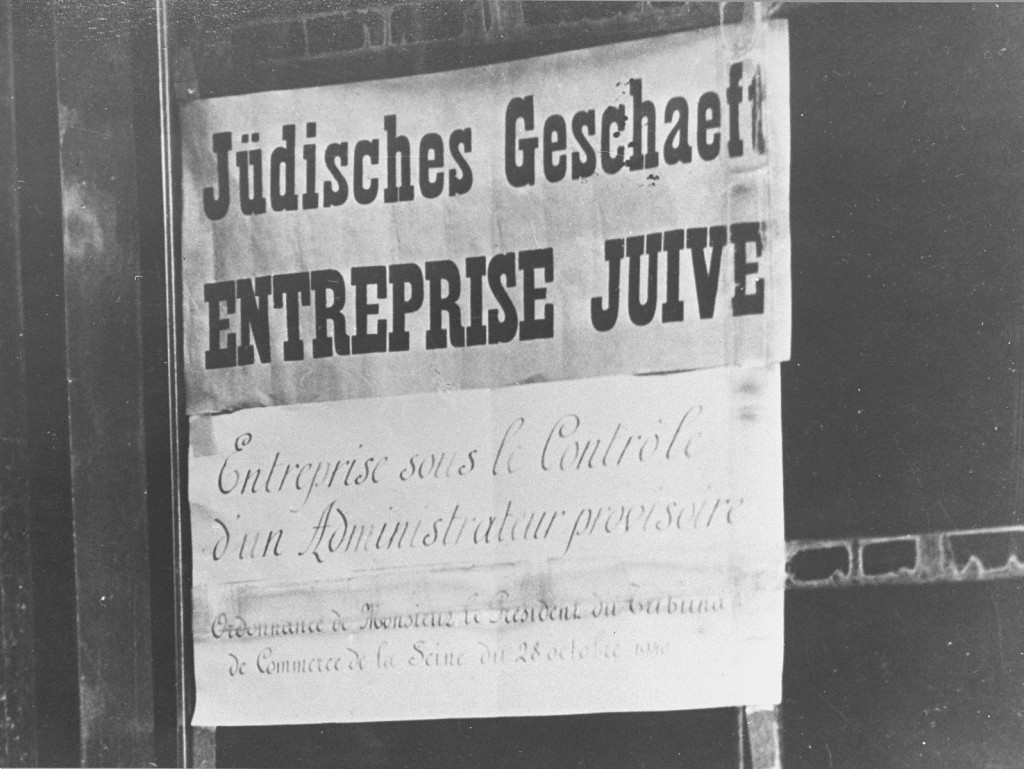 Jüdisches Geschaeft
ENTREPRISE JUIVE
Entreprise sous le Contrôle
d'un Administrateur provisoire
Ordonnance de Monsieur le President du Tribuna
de Commerce de la Seine du 28 octobre 1940